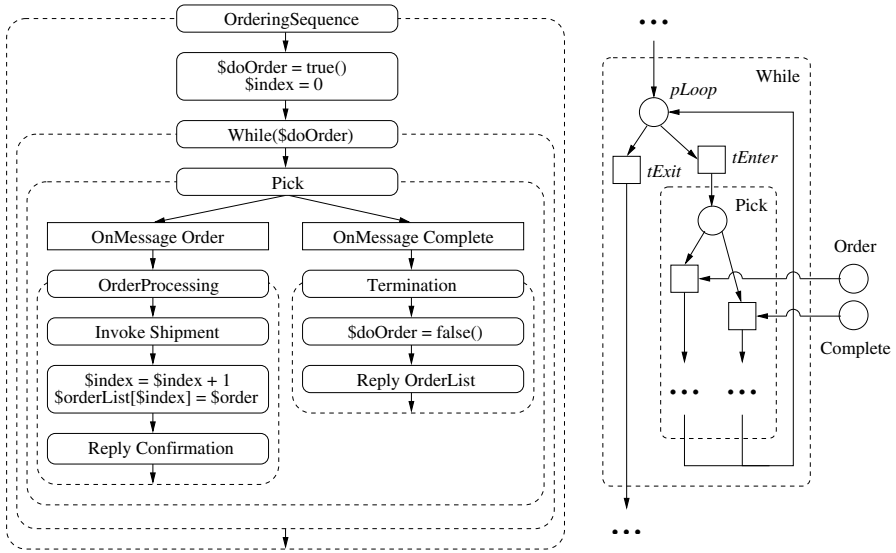 OrderingSequence
$doOrder = true()
$index = 0
While($doOrder)
Pick
OnMessage Order
OnMessage Complete
OrderProcessing
Termination
Invoke Shipment
$doOrder = false()
$index = $index + 1
$orderList[$index] = $order
Reply OrderList
Reply Confirmation
•••
While
pLoop
tExit
tEnter
Pick
Order
Complete
••• •••
•••